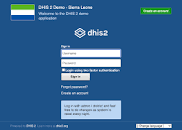 DHIS 2 Demo - Sierra Leone
Welcome to the DHIS 2 demo
application
Create an account
dhis2
Sign in
Login using two factor authentication
Sign in
Forgot password?
Create an account
Log in with admin / district and feel
free to do changes as system is
reset every night.
Powered by DHIS 2
dhis2.org
Change language